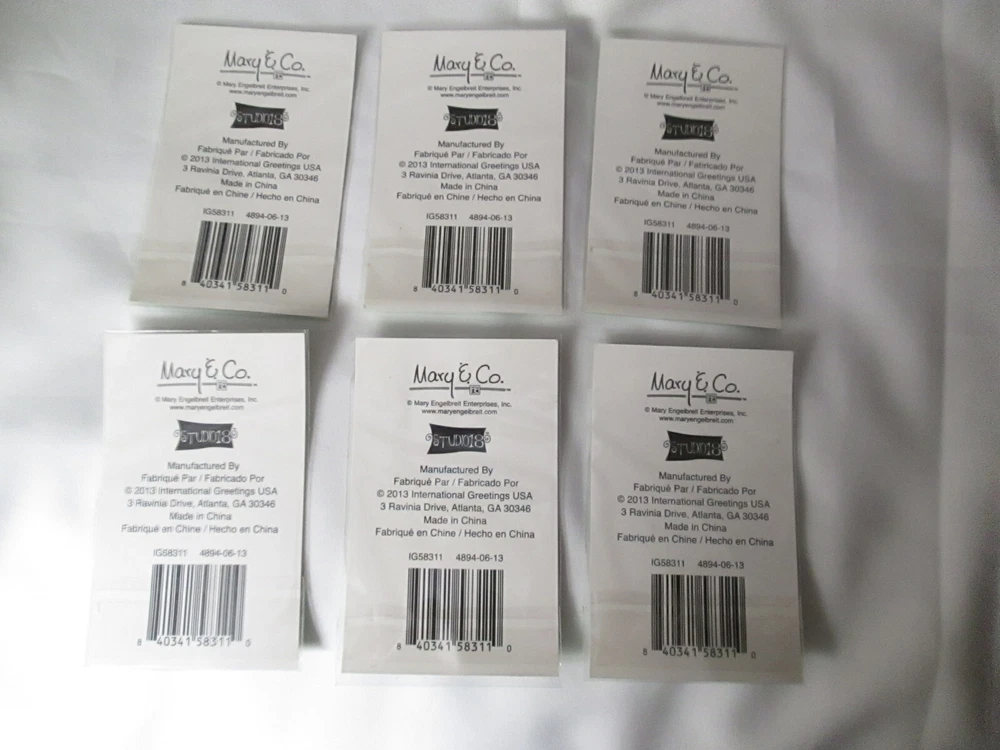 Mary & Co.
© Mary Engelbreit Enterprises, Inc.
www.maryengelbreit.com
STUDIO18
Manufactured By
Fabriqué Par / Fabricado Por
© 2013 International Greetings USA
3 Ravinia Drive, Atlanta, GA 30346
Made in China
Fabriqué en Chine / Hecho en China
IG58311 4894-06-13
8 40341 58311 0
Mary & Co.
© Mary Engelbreit Enterprises, Inc.
www.maryengelbreit.com
STUDIO18
Manufactured By
Fabriqué Par / Fabricado Por
© 2013 International Greetings USA
3 Ravinia Drive, Atlanta, GA 30346
Made in China
Fabriqué en Chine / Hecho en China
IG58311 4894-06-13
8 40341 58311 0
Mary & Co.
© Mary Engelbreit Enterprises, Inc.
www.maryengelbreit.com
STUDIO18
Manufactured By
Fabriqué Par / Fabricado Por
© 2013 International Greetings USA
3 Ravinia Drive, Atlanta, GA 30346
Made in China
Fabriqué en Chine / Hecho en China
IG58311 4894-06-13
8 40341 58311 0
Mary & Co.
© Mary Engelbreit Enterprises, Inc.
www.maryengelbreit.com
STUDIO18
Manufactured By
Fabriqué Par / Fabricado Por
© 2013 International Greetings USA
3 Ravinia Drive, Atlanta, GA 30346
Made in China
Fabriqué en Chine / Hecho en China
IG58311 4894-06-13
8 40341 58311 0
Mary & Co.
© Mary Engelbreit Enterprises, Inc.
www.maryengelbreit.com
STUDIO18
Manufactured By
Fabriqué Par / Fabricado Por
© 2013 International Greetings USA
3 Ravinia Drive, Atlanta, GA 30346
Made in China
Fabriqué en Chine / Hecho en China
IG58311 4894-06-13
8 40341 58311 0
Mary & Co.
© Mary Engelbreit Enterprises, Inc.
www.maryengelbreit.com
STUDIO18
Manufactured By
Fabriqué Par / Fabricado Por
© 2013 International Greetings USA
3 Ravinia Drive, Atlanta, GA 30346
Made in China
Fabriqué en Chine / Hecho en China
IG58311 4894-06-13
8 40341 58311 0